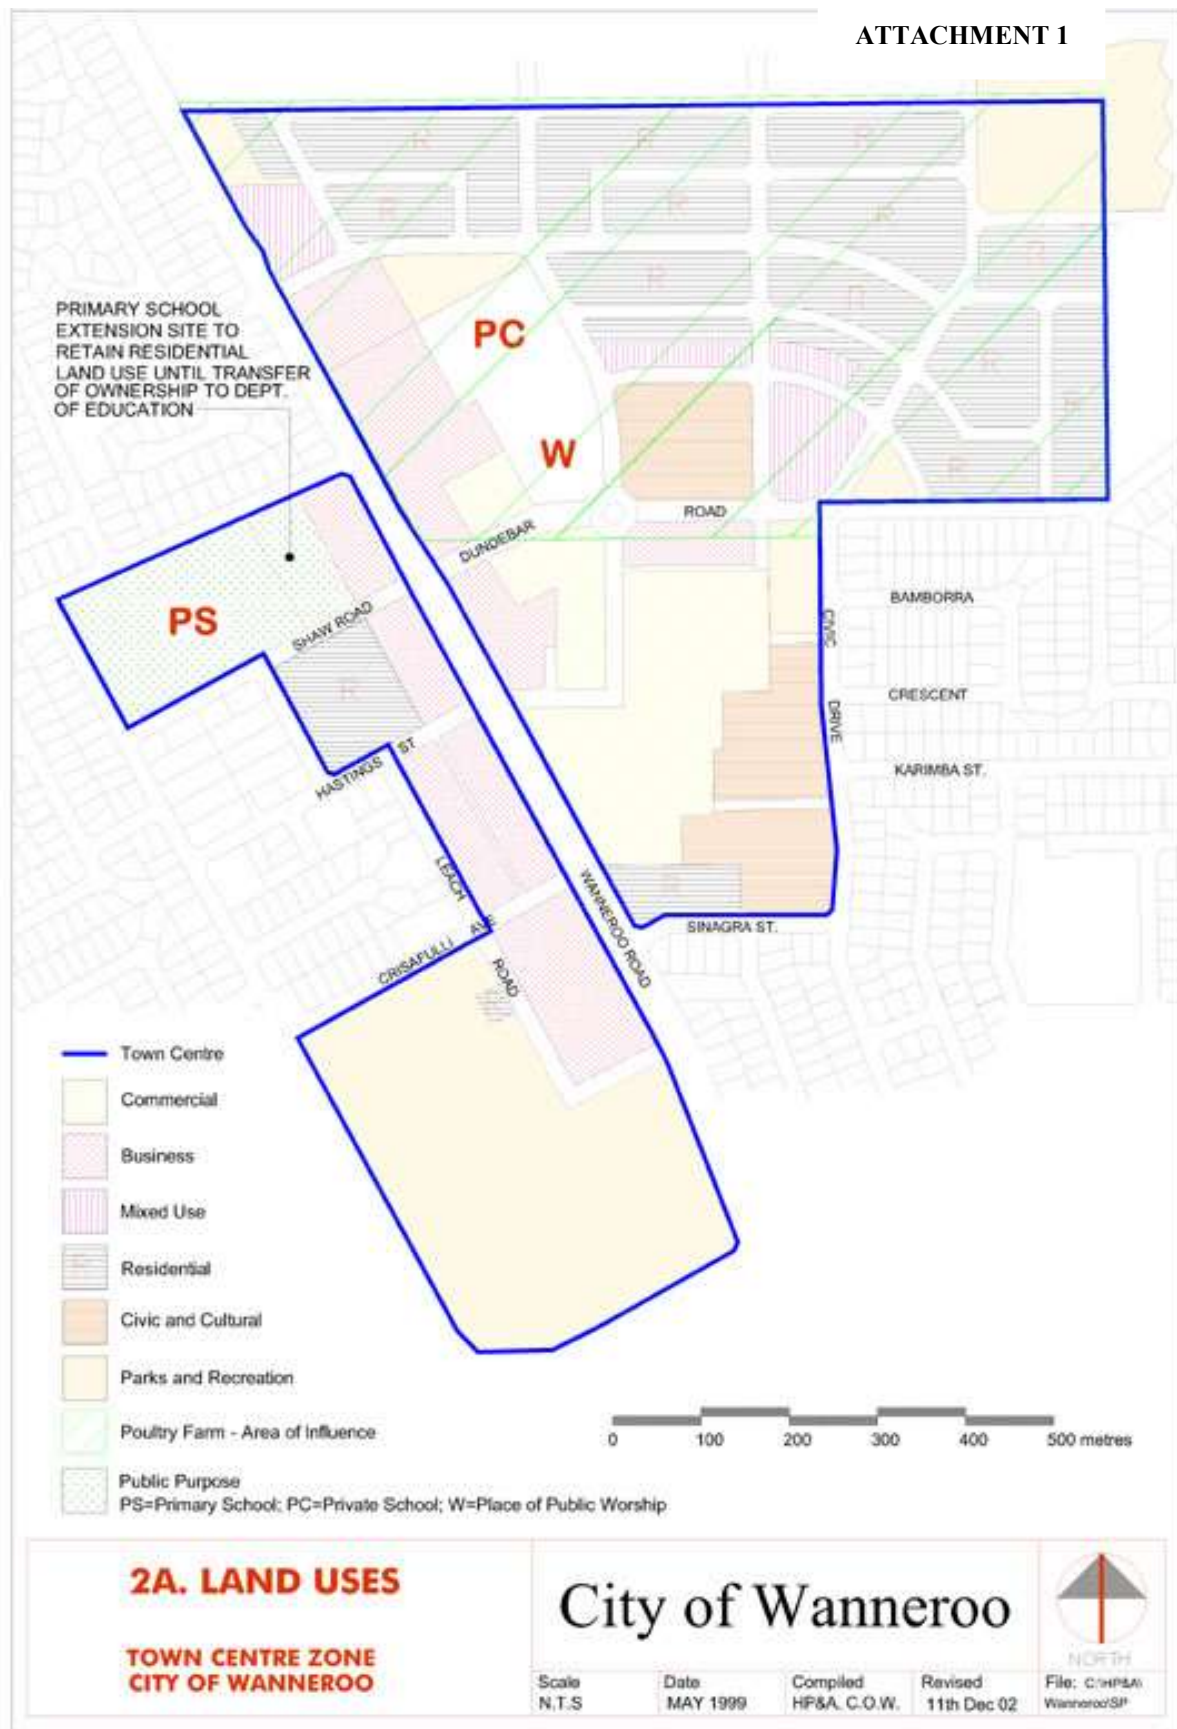 ATTACHMENT 1
R
R
R
R
R
R
R
R
R
R
R
R
R
PC
W
PRIMARY SCHOOL
EXTENSION SITE TO
RETAIN RESIDENTIAL
LAND USE UNTIL TRANSFER
OF OWNERSHIP TO DEPT.
OF EDUCATION
DUNDEBAR
ROAD
PS
SHAW ROAD
R
HASTINGS ST
BAMBORRA
CIVIC
DRIVE
CRESCENT
KARIMBA ST.
LEACH
ROAD
CRISAFULLI AVE
WANNEROO ROAD
R
SINAGRA ST.
Town Centre
Commercial
Business
Mixed Use
R
Residential
Civic and Cultural
Parks and Recreation
Poultry Farm - Area of Influence
Public Purpose
PS=Primary School; PC=Private School; W=Place of Public Worship
0 100 200 300 400 500 metres
2A. LAND USES
TOWN CENTRE ZONE
CITY OF WANNEROO
City of Wanneroo
Scale
N.T.S
Date
MAY 1999
Compiled
HP&A. C.O.W.
Revised
11th Dec 02
NORTH
File: C:\HP&A\
Wanneroo\SP